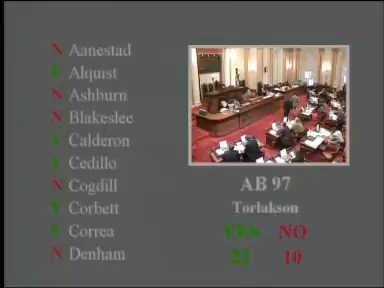 N Aanestad
Y Alquist
N Ashburn
N Blakeslee
Y Calderon
Y Cedillo
N Cogdill
Y Corbett
Y Correa
N Denham
AB 97
Torlakson
YES NO
22 10